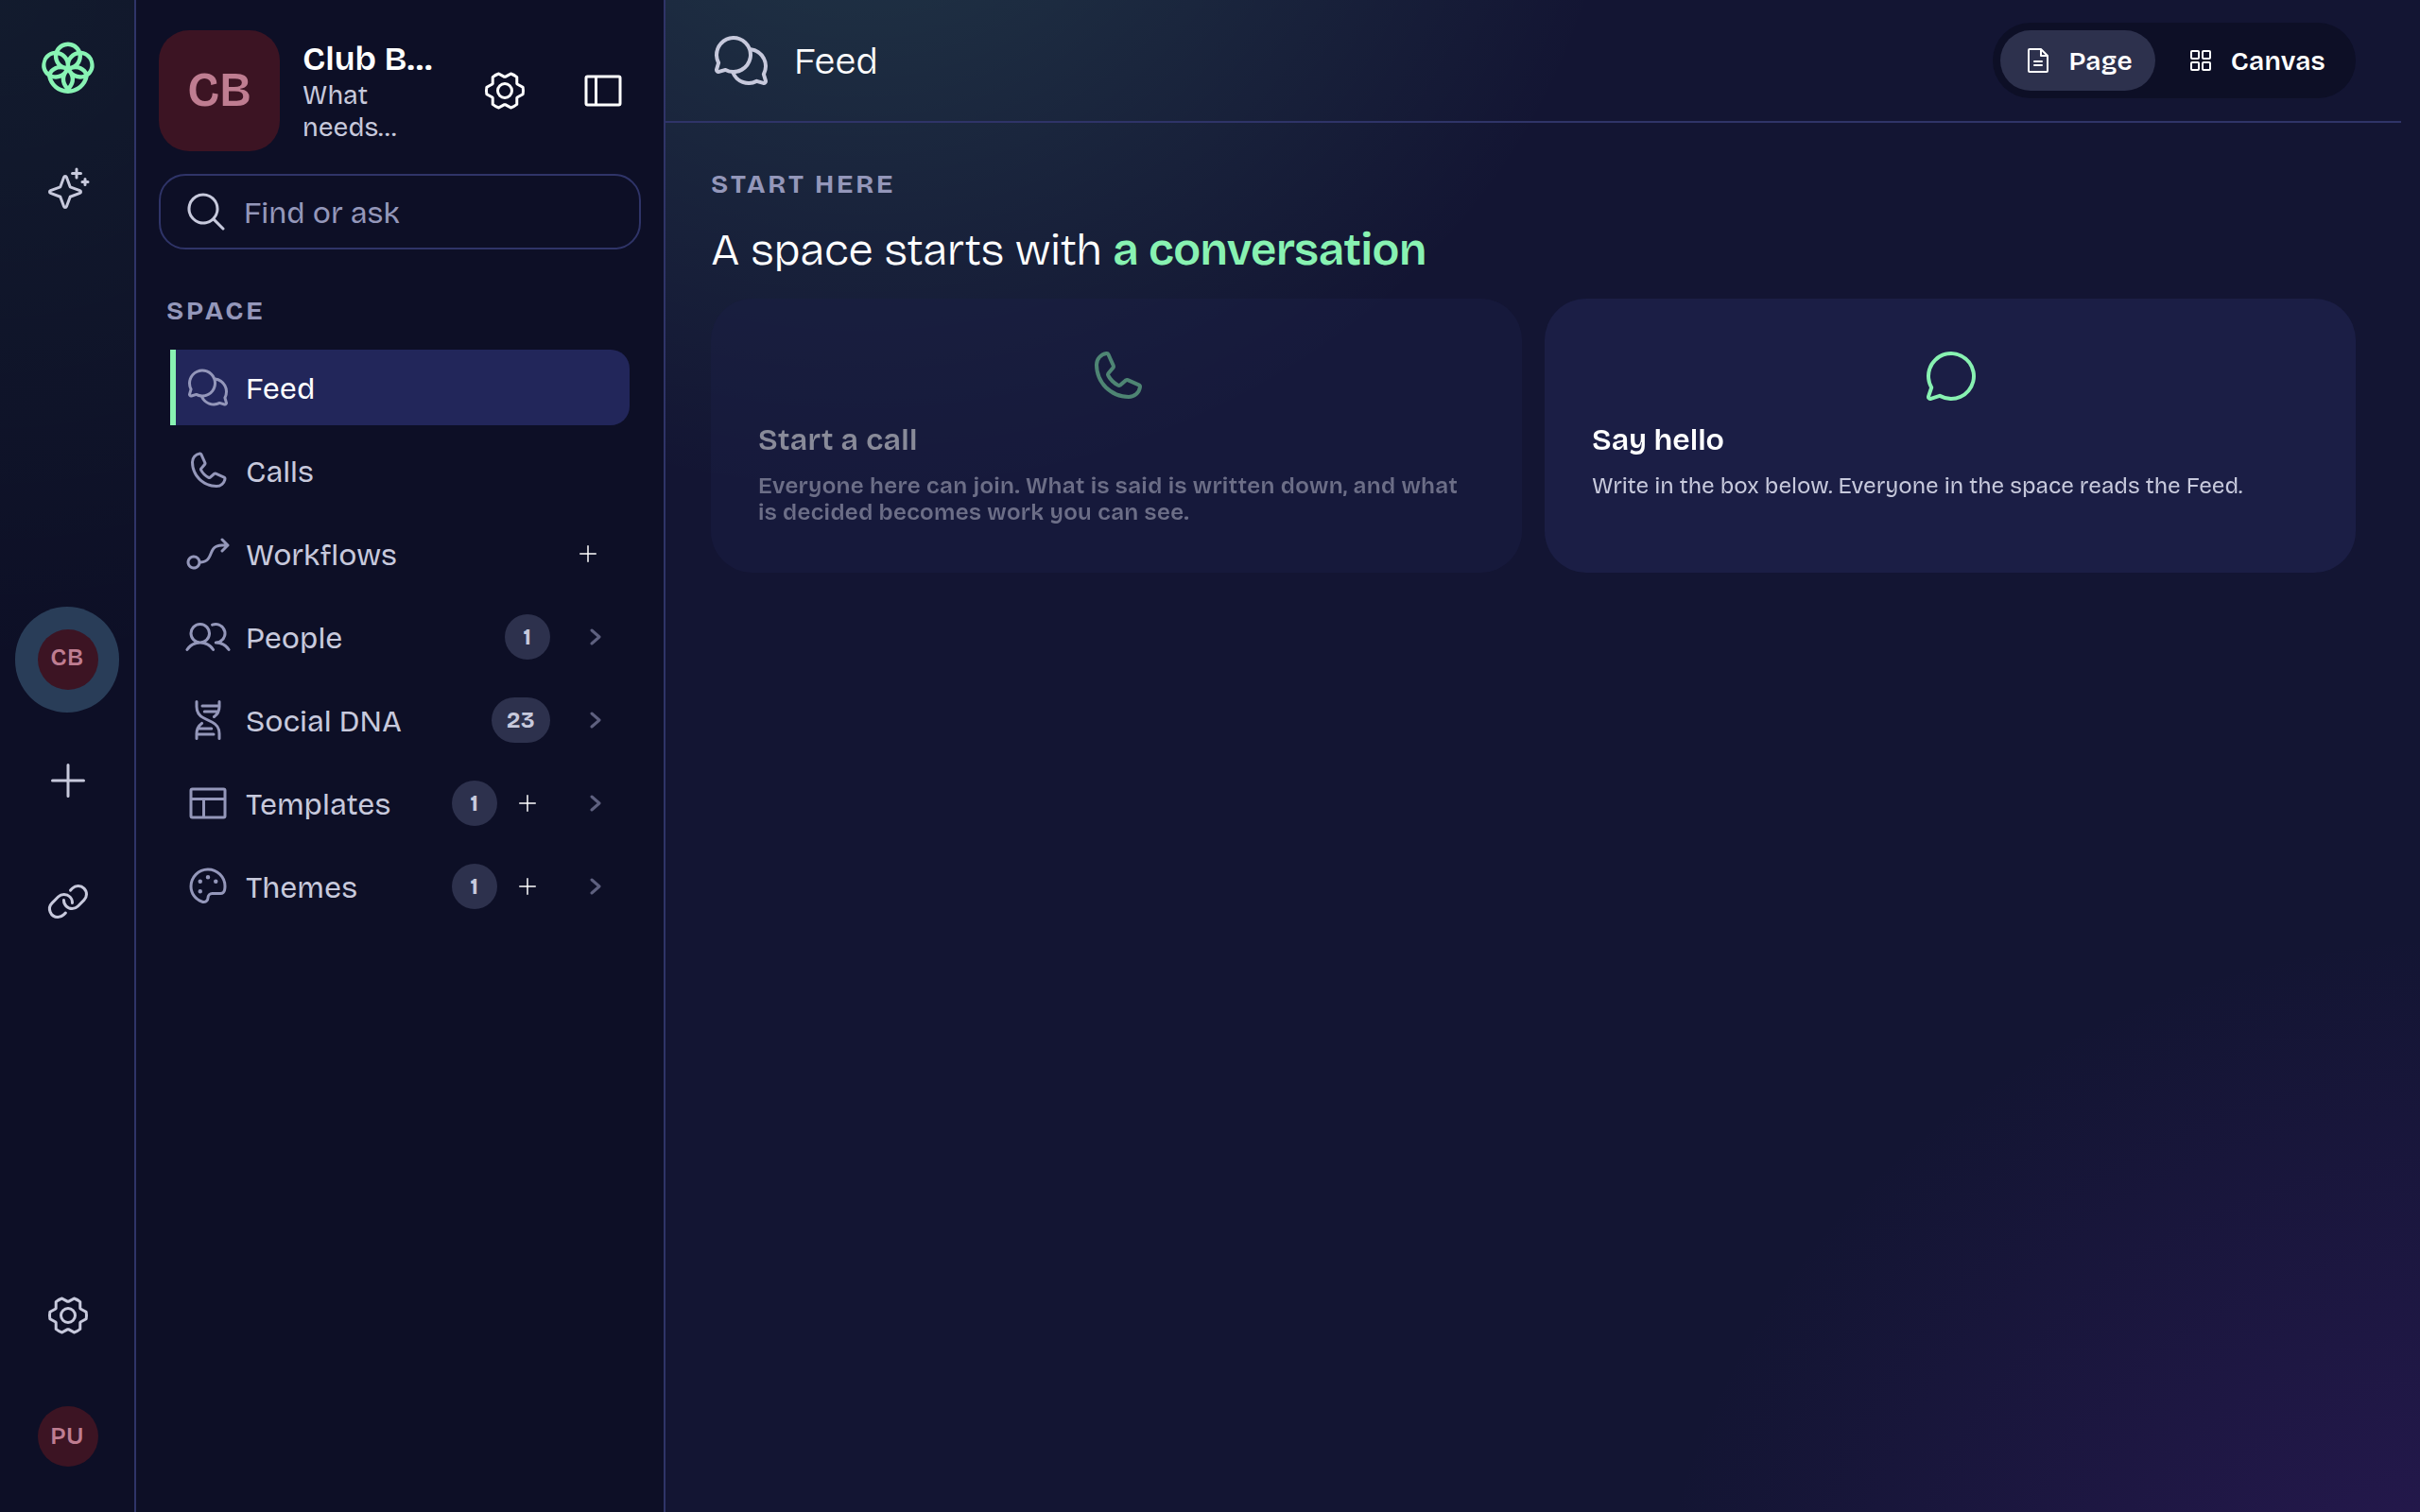 CB
Club B...
What
needs...
Find or ask
SPACE
Feed
Calls
Workflows
People 1
Social DNA 23
Templates 1
Themes 1
CB
PU
Feed
Page
Canvas
START HERE
A space starts with a conversation
Start a call
Everyone here can join. What is said is written down, and what
is decided becomes work you can see.
Say hello
Write in the box below. Everyone in the space reads the Feed.